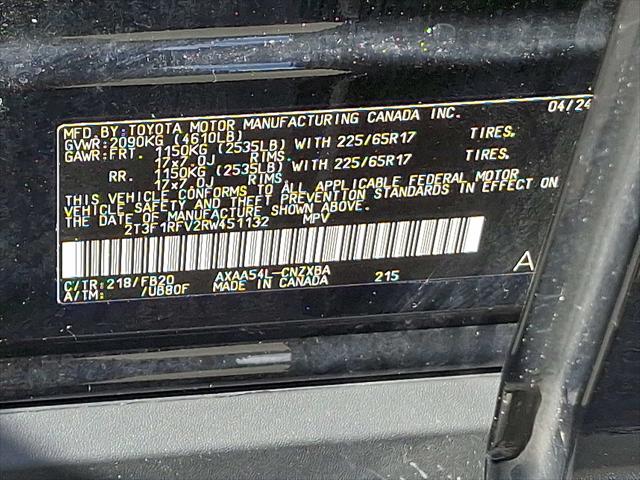 MFD.BY:TOYOTA MOTOR MANUFACTURING CANADA INC. 04/24
GVWR:2090KG (4610LB)
GAWR:FRT. 1150KG (2535LB) WITH 225/65R17 TIRES,
17x7.0J RIMS
RR. 1150KG (2535LB) WITH 225/65R17 TIRES,
17x7.0J RIMS
THIS VEHICLE CONFORMS TO ALL APPLICABLE FEDERAL MOTOR
VEHICLE SAFETY AND THEFT PREVENTION STANDARDS IN EFFECT ON
THE DATE OF MANUFACTURE SHOWN ABOVE.
2T3F1RFV2RW451132 MPV
C/TR:218/FB20 AXAA54L-CNZXBA 215 A
A/TM: /UB80F MADE IN CANADA